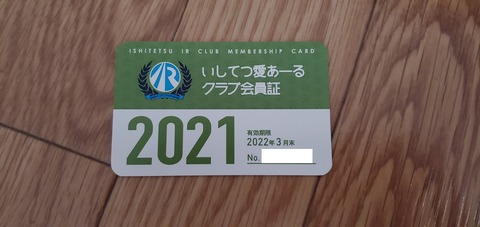 ISHITETSU IR CLUB MEMBERSHIP CARD
IR
いしてつ愛あーる
クラブ会員証
2021
有効期限
2022年3月末
No.